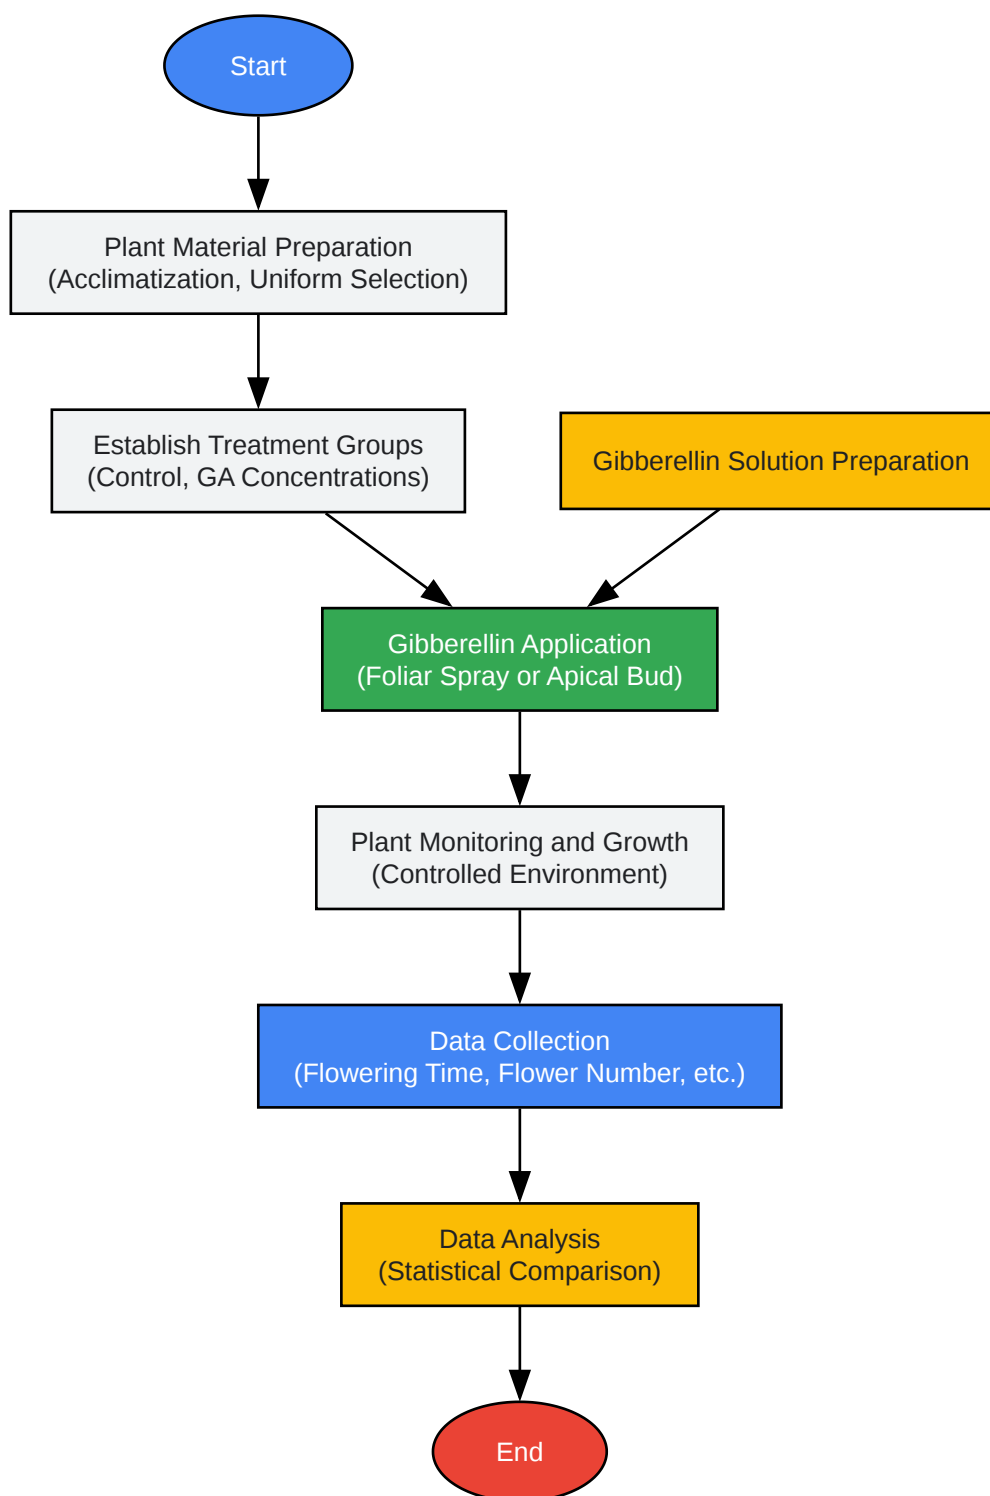 Start
Plant Material Preparation
(Acclimatization, Uniform Selection)
Establish Treatment Groups
(Control, GA Concentrations)
Gibberellin Solution Preparation
Gibberellin Application
(Foliar Spray or Apical Bud)
Plant Monitoring and Growth
(Controlled Environment)
Data Collection
(Flowering Time, Flower Number, etc.)
Data Analysis
(Statistical Comparison)
End